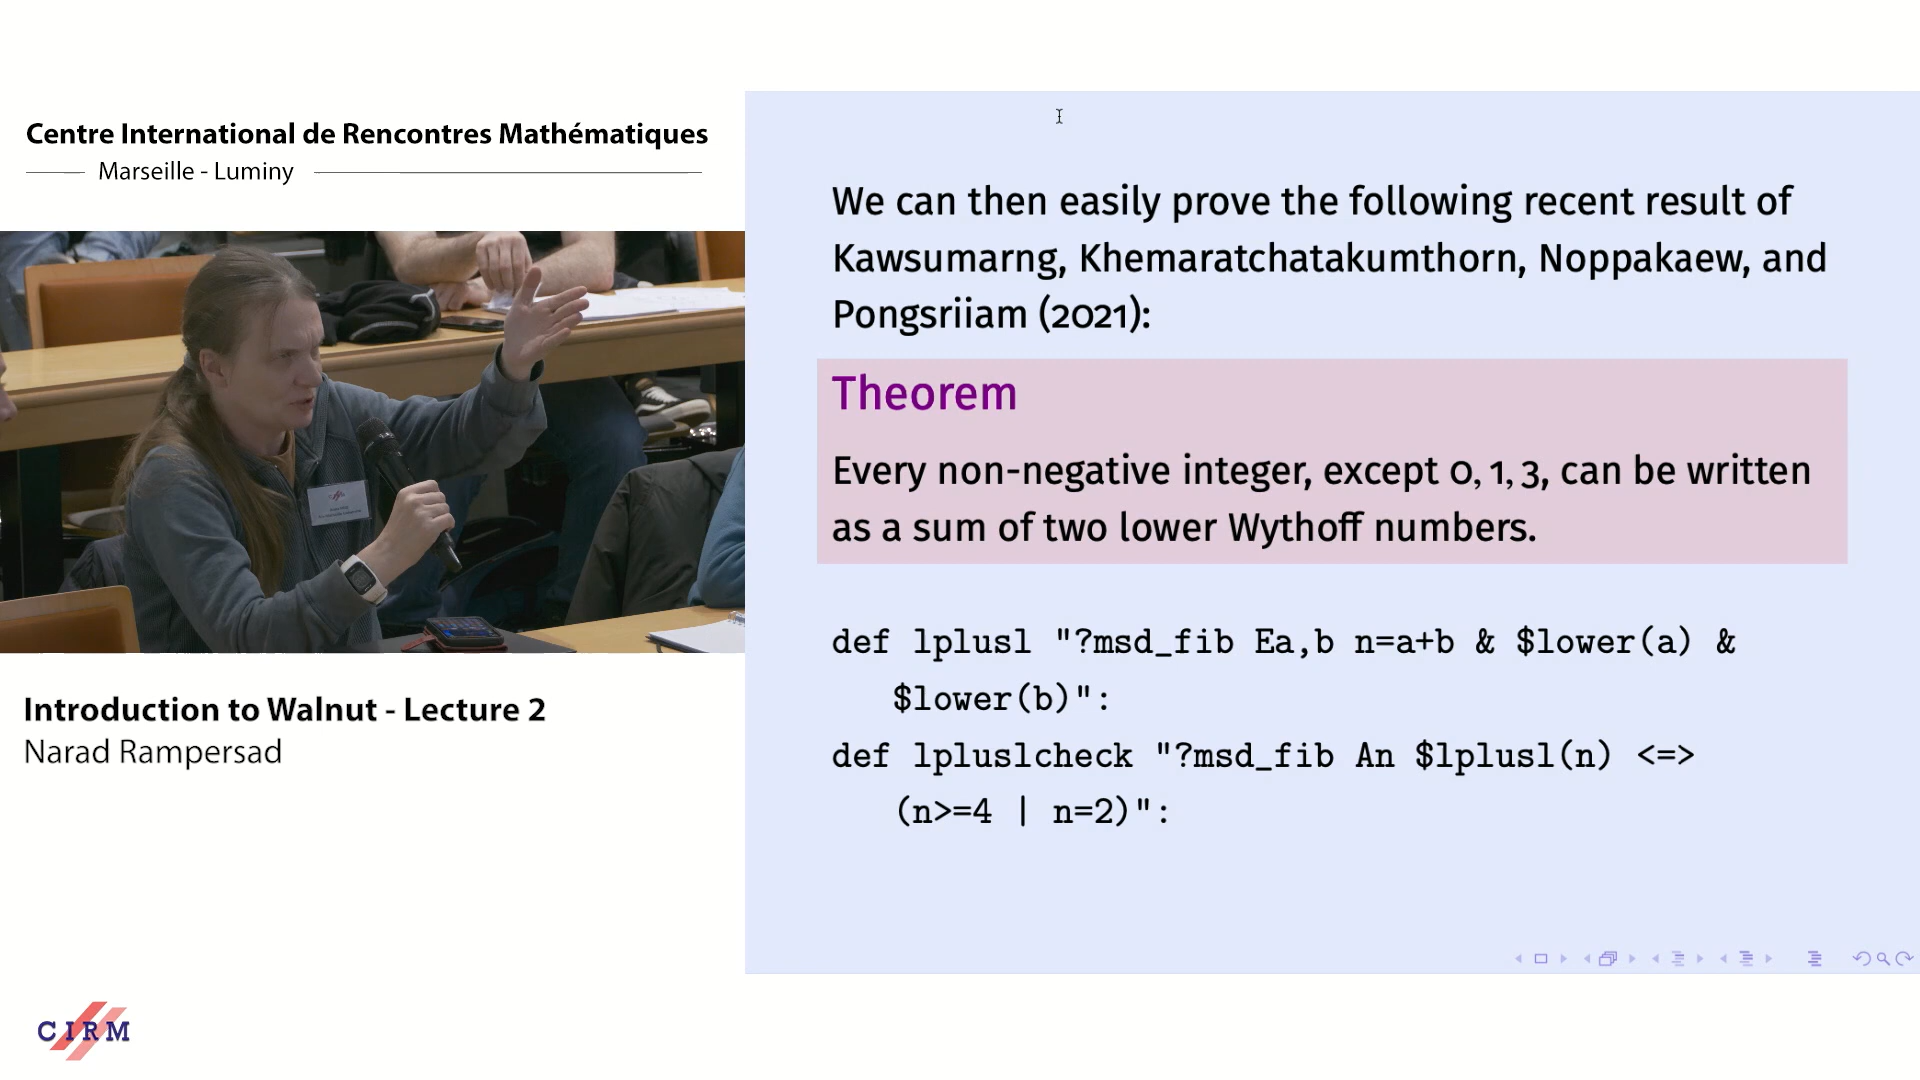 Centre International de Rencontres Mathématiques
Marseille - Luminy
Introduction to Walnut - Lecture 2
Narad Rampersad
CIRM
We can then easily prove the following recent result of
Kawsumarng, Khemaratchatakumthorn, Noppakaew, and
Pongsriiam (2021):
Theorem
Every non-negative integer, except 0, 1, 3, can be written
as a sum of two lower Wythoff numbers.
def lplusl "?msd_fib Ea,b n=a+b & $lower(a) &
$lower(b)":
def lpluslcheck "?msd_fib An $lplusl(n) <=>
(n>=4 | n=2)":